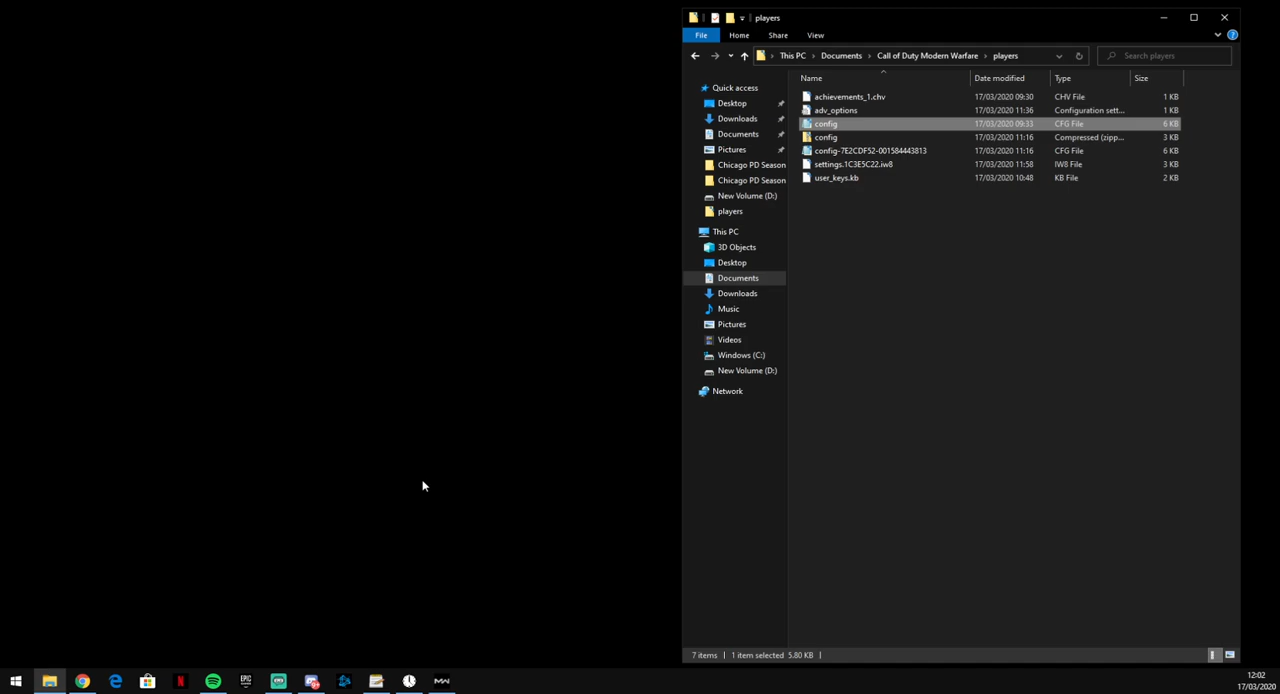 players
File Home Share View
This PC Documents Call of Duty Modern Warfare players Search players
Name Date modified Type Size
Quick access
Desktop
Downloads
Documents
Pictures
Chicago PD Season
Chicago PD Season
New Volume (D:)
players
This PC
3D Objects
Desktop
Documents
Downloads
Music
Pictures
Videos
Windows (C:)
New Volume (D:)
Network
achievements_1.chv 17/03/2020 09:30 CHV File 1 KB
adv_options 17/03/2020 11:36 Configuration sett... 1 KB
config 17/03/2020 09:33 CFG File 6 KB
config 17/03/2020 11:16 Compressed (zipp... 3 KB
config-7E2CDF52-001584443813 17/03/2020 11:16 CFG File 6 KB
settings.1C3E5C22.iw8 17/03/2020 11:58 IW8 File 3 KB
user_keys.kb 17/03/2020 10:48 KB File 2 KB
7 items 1 item selected 5.80 KB
N EPIC MW
12:02
17/03/2020